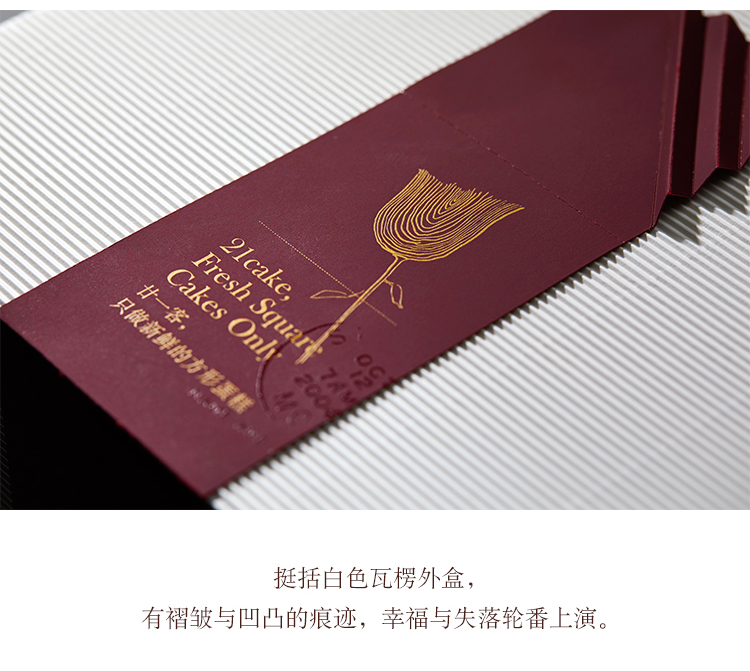 21cake,
Fresh Square
Cakes Only
廿一客，
只做新鲜的方形蛋糕
挺括白色瓦楞外盒，
有褶皱与凹凸的痕迹，幸福与失落轮番上演。